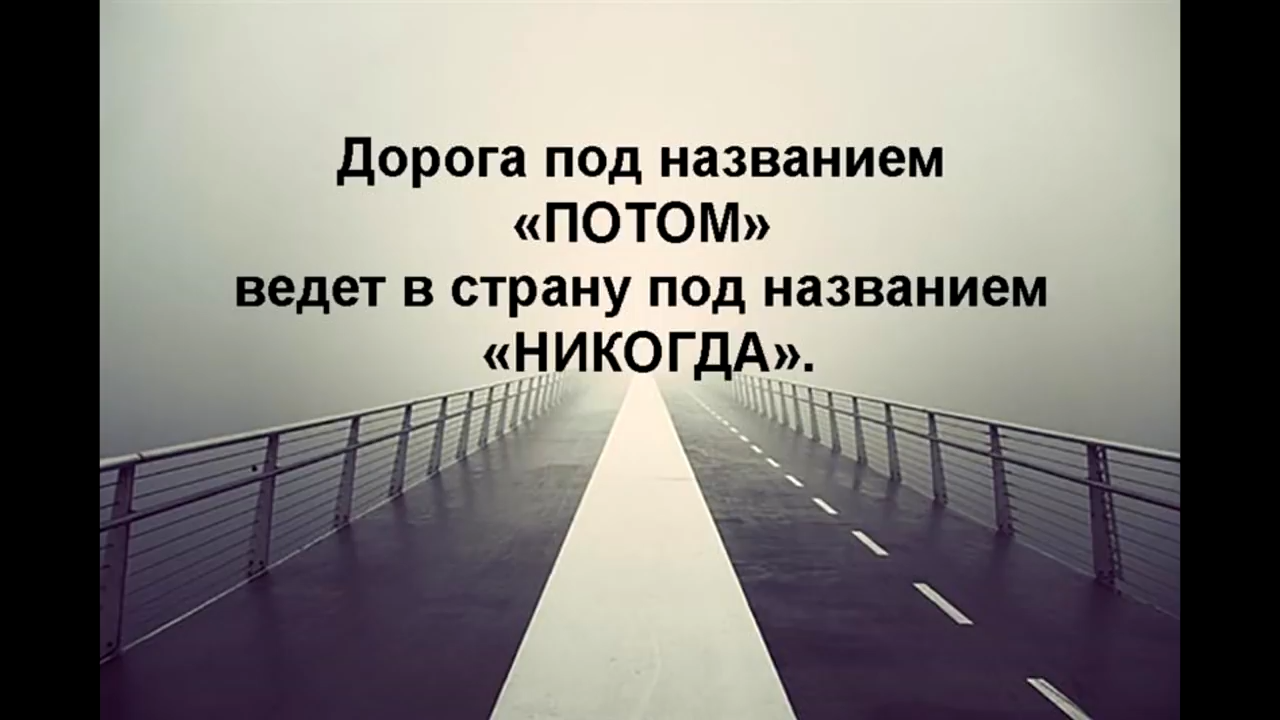 Дорога под названием
«ПОТОМ»
ведет в страну под названием
«НИКОГДА».